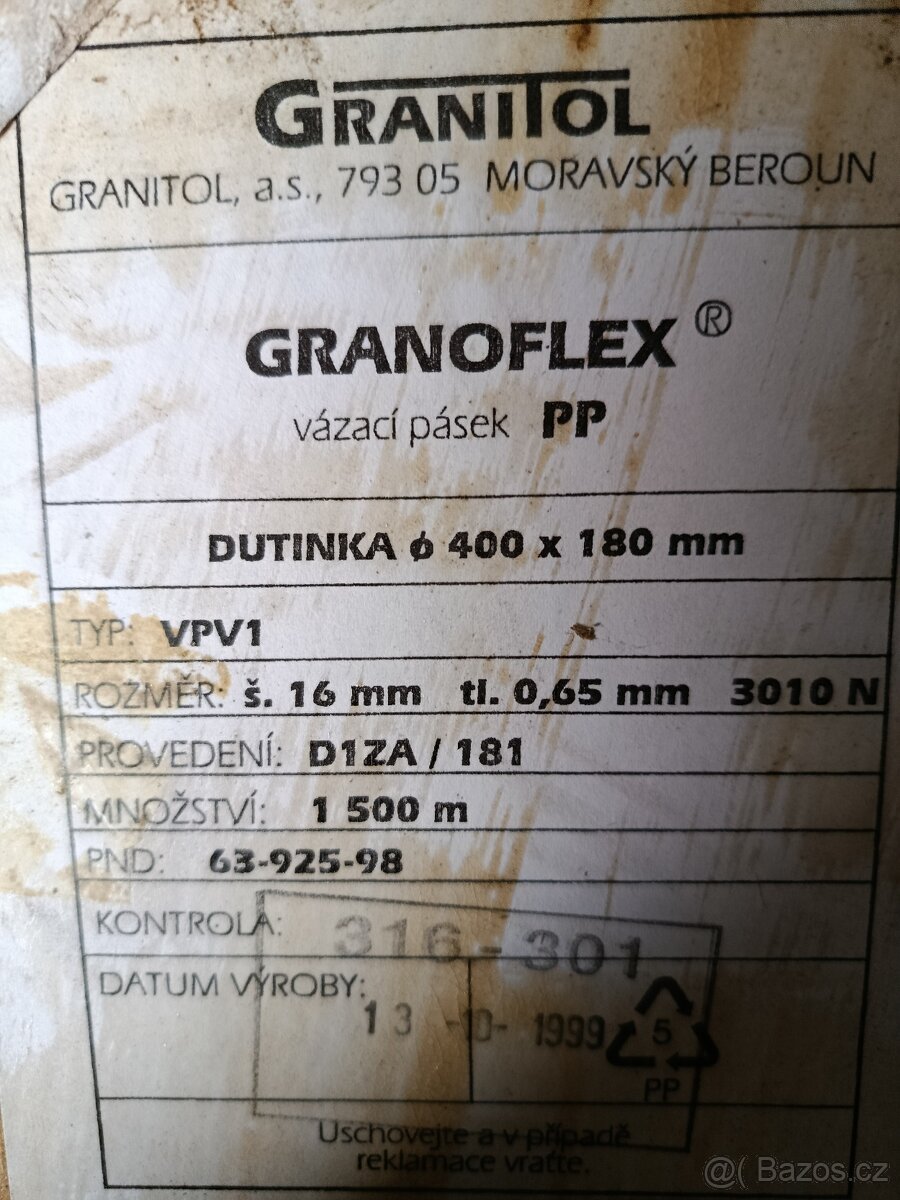 GRANITOL
GRANITOL, a.s., 793 05 MORAVSKÝ BEROUN
GRANOFLEX ®
vázací pásek PP
DUTINKA ϕ 400 x 180 mm
TYP: VPV1
ROZMĚR: š. 16 mm tl. 0,65 mm 3010 N
PROVEDENÍ: D1ZA / 181
MNOŽSTVÍ: 1 500 m
PND: 63-925-98
KONTROLA: 316-301
DATUM VÝROBY: 13 -10- 1999
5
PP
Uschovejte a v případě
reklamace vraťte.
@( Bazos.cz